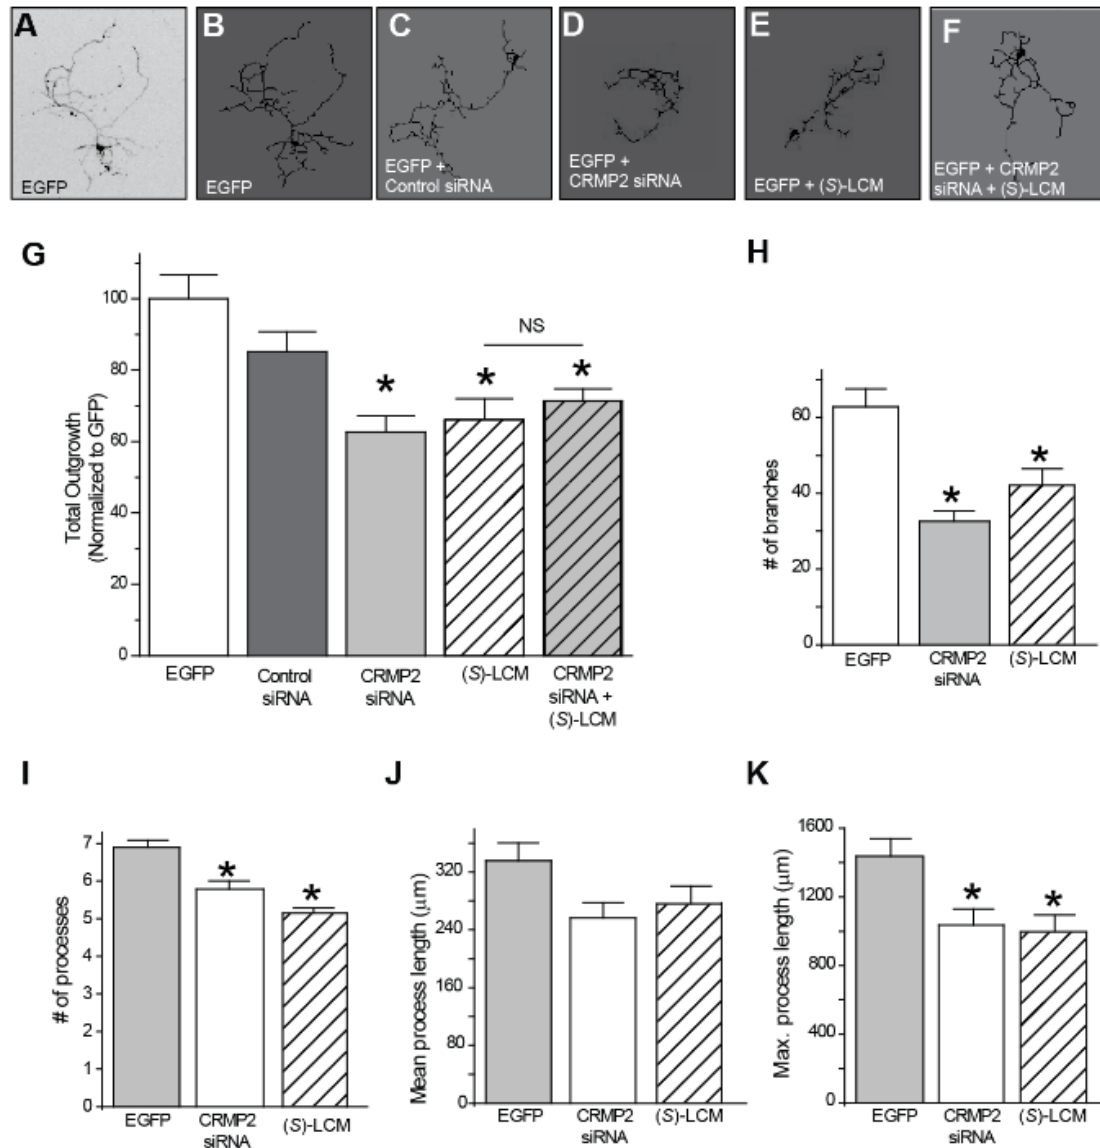 A
EGFP
B
EGFP
C
EGFP +
Control siRNA
D
EGFP +
CRMP2 siRNA
E
EGFP + (S)-LCM
F
EGFP + CRMP2
siRNA + (S)-LCM
G
Total Outgrowth
(Normalized to GFP)
100
80
60
40
20
0
*
*
*
NS
EGFP
Control
siRNA
CRMP2
siRNA
(S)-LCM
CRMP2
siRNA +
(S)-LCM
H
# of branches
60
40
20
0
*
*
EGFP
CRMP2
siRNA
(S)-LCM
I
# of processes
7
6
5
4
3
2
1
0
*
*
EGFP
CRMP2
siRNA
(S)-LCM
J
Mean process length (μm)
320
240
160
80
0
EGFP
CRMP2
siRNA
(S)-LCM
K
Max. process length (μm)
1600
1200
800
400
0
*
*
EGFP
CRMP2
siRNA
(S)-LCM